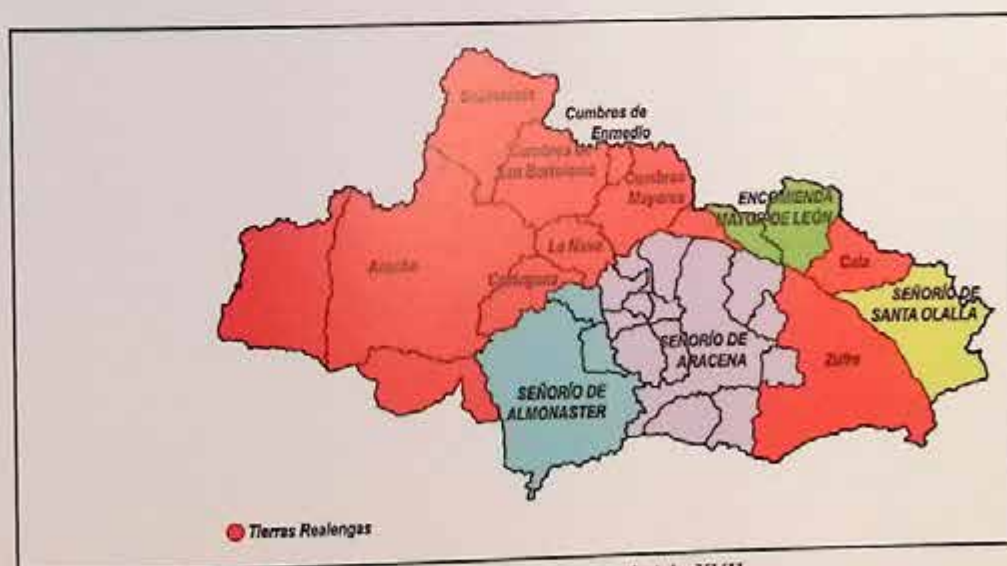 Cumbres de
Enmedio
Cumbres de
San Bartolomé
Cumbres
Mayores
ENCOMIENDA
MAYOR DE LEÓN
La Nava
Aroche
Cala
SEÑORÍO DE
SANTA OLALLA
SEÑORÍO DE
ARACENA
Zufre
SEÑORÍO DE
ALMONASTER
Tierras Realengas